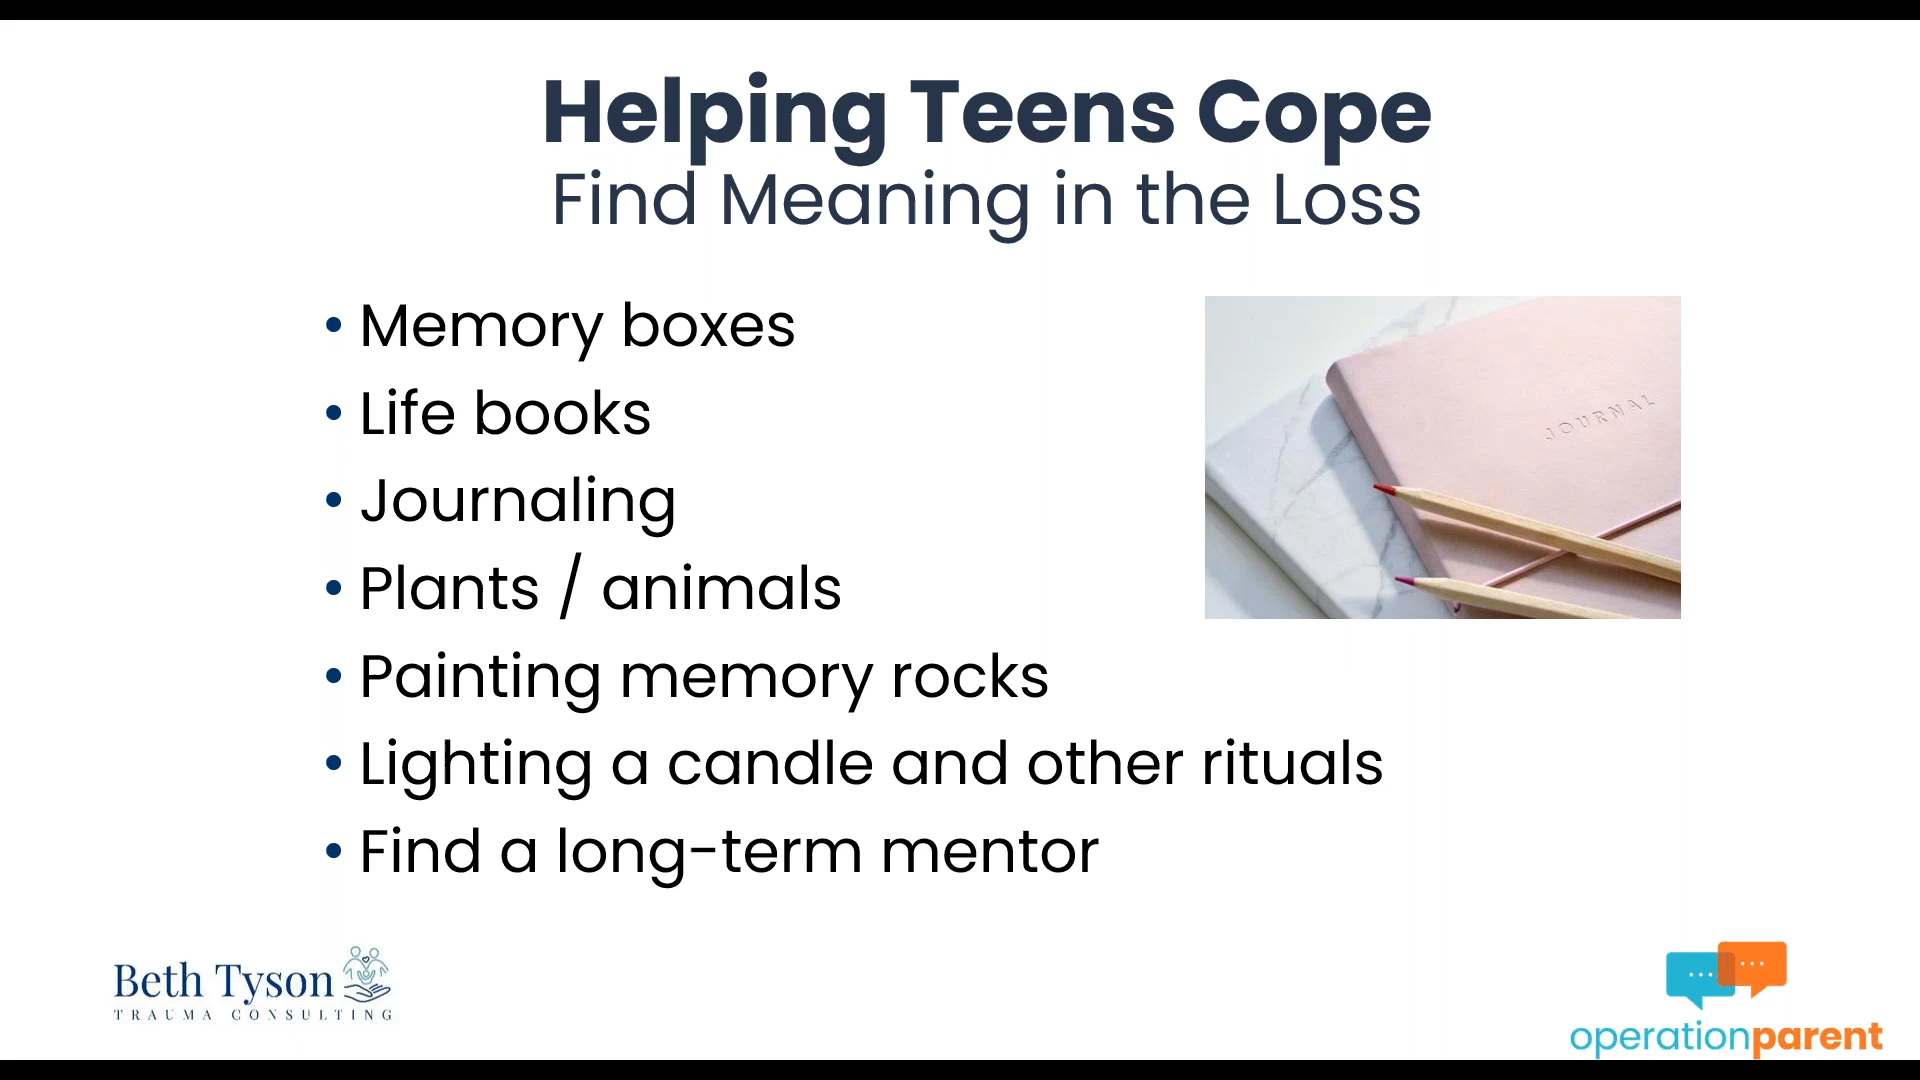 Helping Teens Cope
Find Meaning in the Loss
• Memory boxes
• Life books
• Journaling
• Plants / animals
• Painting memory rocks
• Lighting a candle and other rituals
• Find a long-term mentor
JOURNAL
Beth Tyson
TRAUMA CONSULTING
operationparent